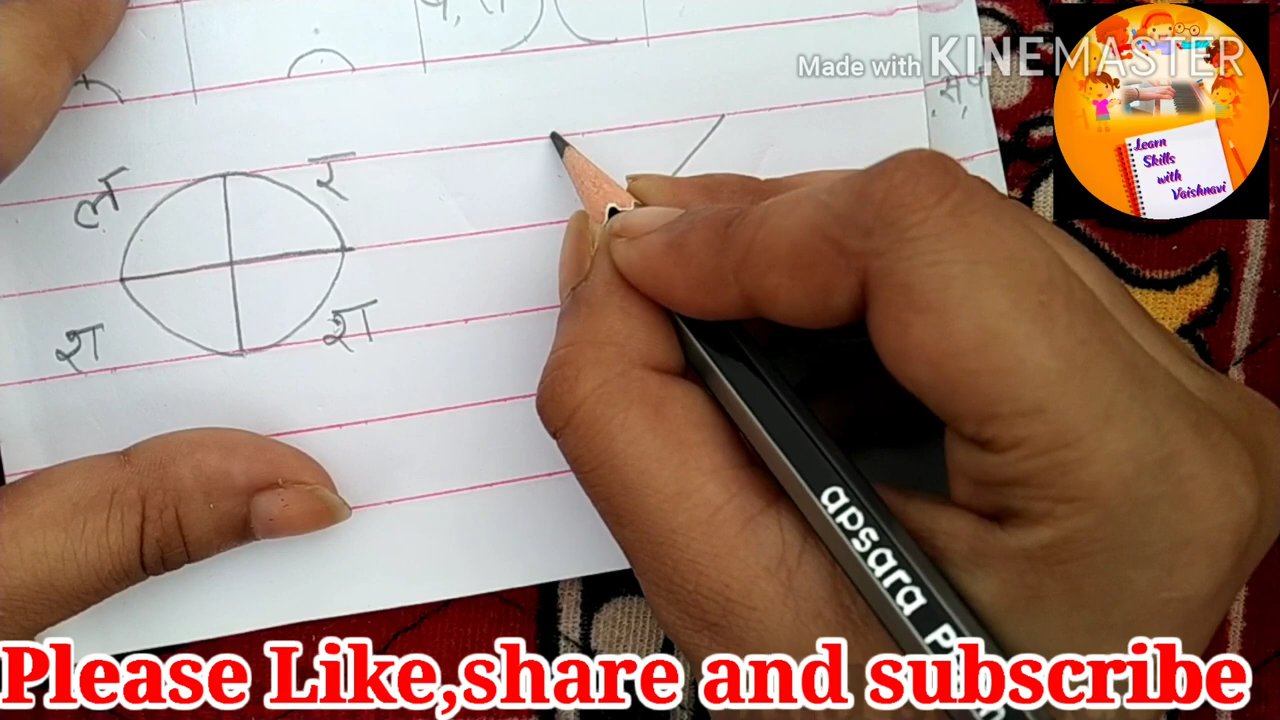 Made with KINEMASTER
Learn
Skills
with
Vaishnavi
ल र
श श
apsara
Please Like,share and subscribe